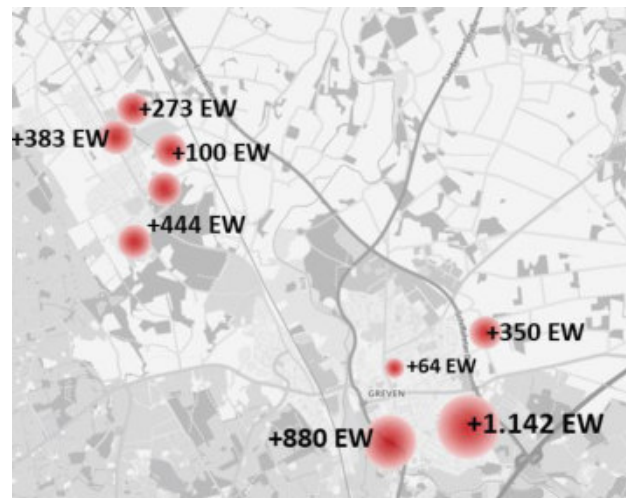 +273 EW
+383 EW
+100 EW
+444 EW
+350 EW
+64 EW
GREVEN
+1.142 EW
+880 EW